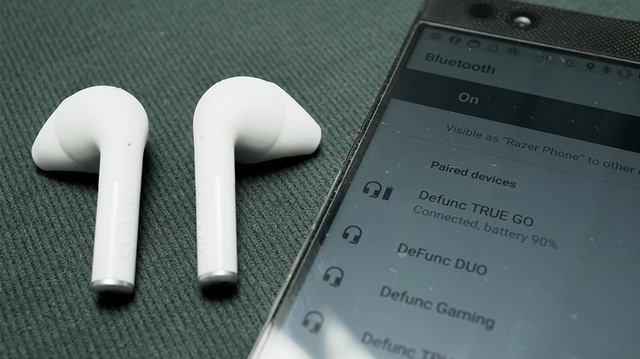 Bluetooth
On
Visible as "Razer Phone" to other
Paired devices
Defunc TRUE GO
Connected, battery 90%
DeFunc DUO
Defunc Gaming
Defunc